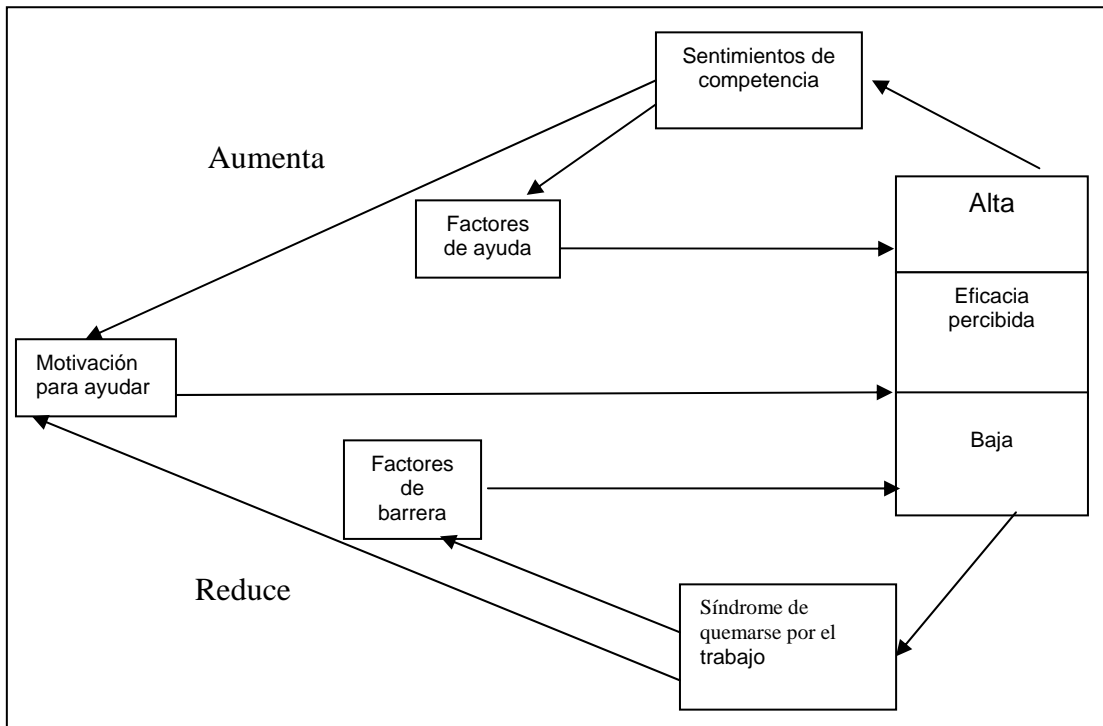 Sentimientos de
competencia
Aumenta
Alta
Factores
de ayuda
Eficacia
percibida
Motivación
para ayudar
Baja
Factores
de
barrera
Reduce
Síndrome de
quemarse por el
trabajo